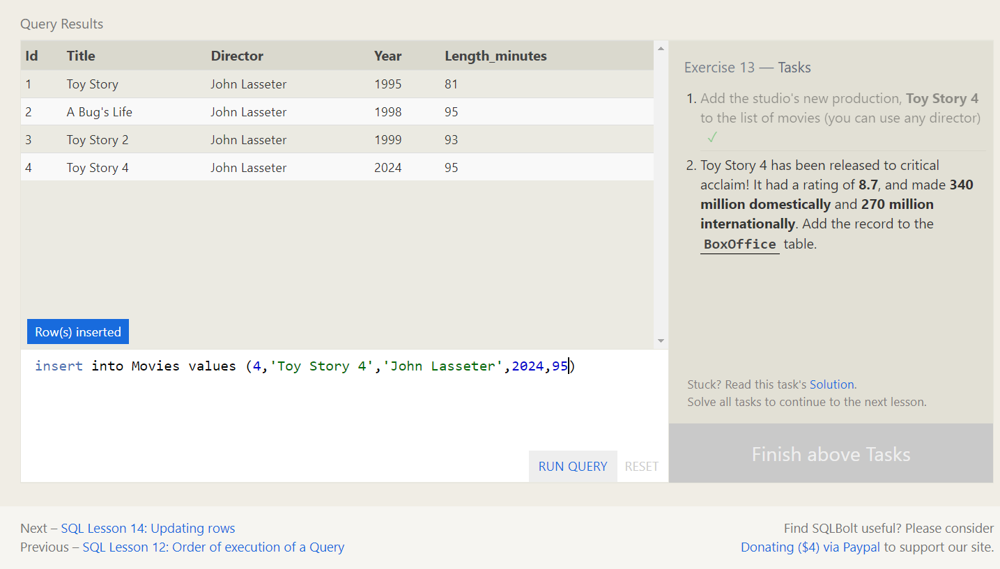 Query Results
Id Title Director Year Length_minutes
1 Toy Story John Lasseter 1995 81
2 A Bug's Life John Lasseter 1998 95
3 Toy Story 2 John Lasseter 1999 93
4 Toy Story 4 John Lasseter 2024 95
Row(s) inserted
insert into Movies values (4,'Toy Story 4','John Lasseter',2024,95)
RUN QUERY RESET
Exercise 13 — Tasks
1. Add the studio's new production, Toy Story 4
to the list of movies (you can use any director)
✓
2. Toy Story 4 has been released to critical
acclaim! It had a rating of 8.7, and made 340
million domestically and 270 million
internationally. Add the record to the
BoxOffice table.
Stuck? Read this task's Solution.
Solve all tasks to continue to the next lesson.
Finish above Tasks
Next – SQL Lesson 14: Updating rows
Previous – SQL Lesson 12: Order of execution of a Query
Find SQLBolt useful? Please consider
Donating ($4) via Paypal to support our site.